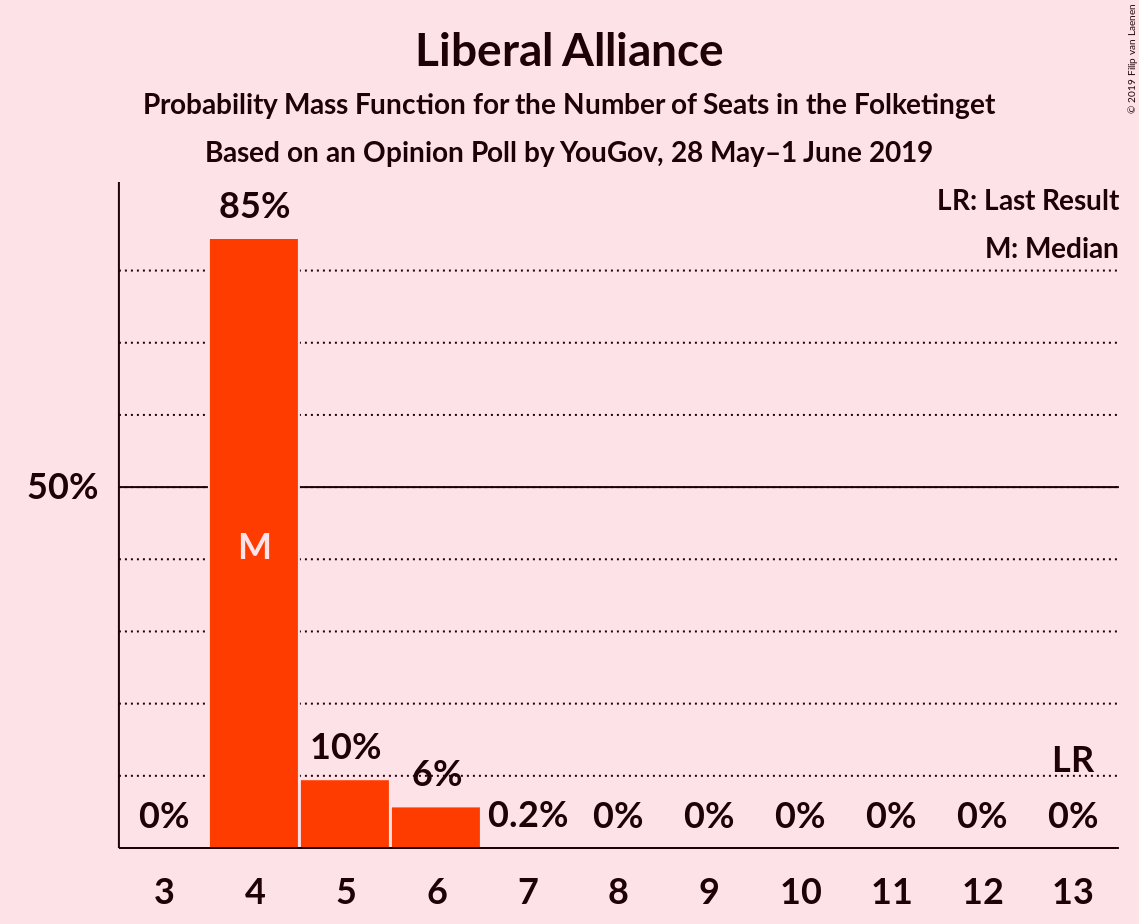 Liberal Alliance
Probability Mass Function for the Number of Seats in the Folketinget
Based on an Opinion Poll by YouGov, 28 May–1 June 2019
© 2019 Filip van Laenen
LR: Last Result
M: Median
85%
50%
M
10%
6%
LR
0%
0.2%
0%
0%
0%
0%
0%
0%
3
4
5
6
7
8
9
10
11
12
13